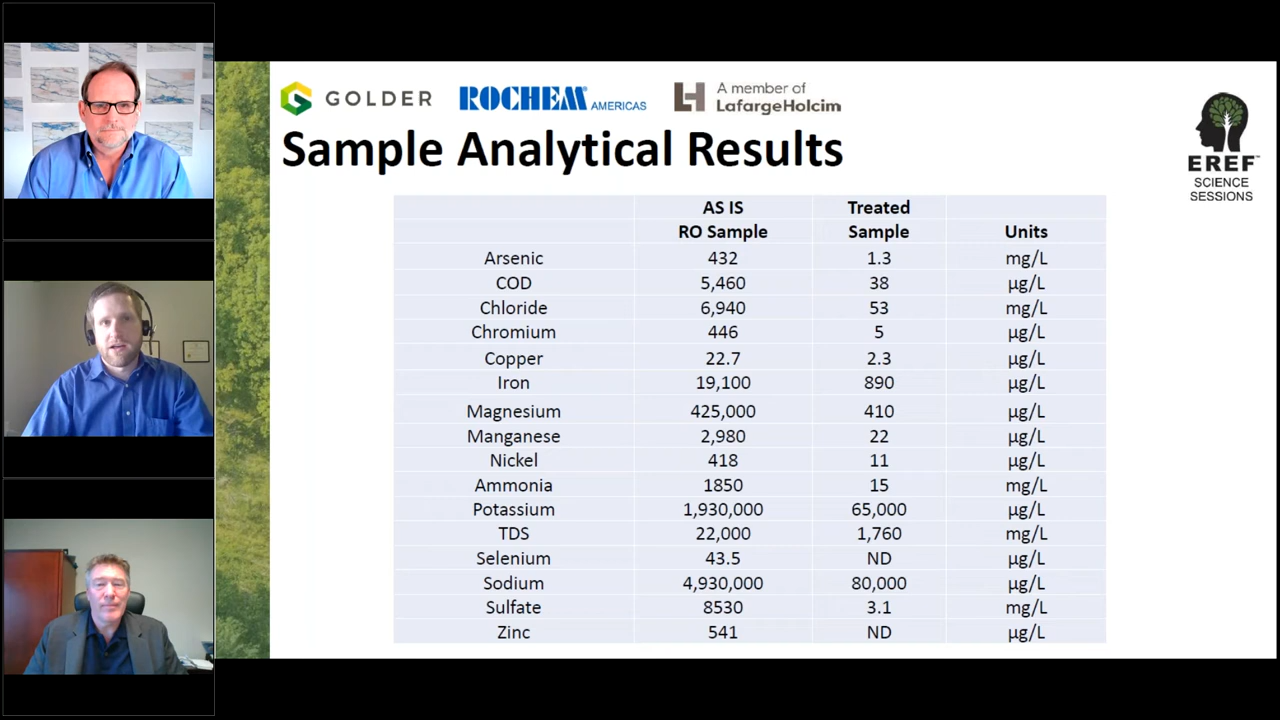 GOLDER
ROCHEM AMERICAS
A member of
LafargeHolcim
Sample Analytical Results
EREF™
SCIENCE
SESSIONS
AS IS Treated
RO Sample Sample Units
Arsenic 432 1.3 mg/L
COD 5,460 38 µg/L
Chloride 6,940 53 mg/L
Chromium 446 5 µg/L
Copper 22.7 2.3 µg/L
Iron 19,100 890 µg/L
Magnesium 425,000 410 µg/L
Manganese 2,980 22 µg/L
Nickel 418 11 µg/L
Ammonia 1850 15 mg/L
Potassium 1,930,000 65,000 µg/L
TDS 22,000 1,760 mg/L
Selenium 43.5 ND µg/L
Sodium 4,930,000 80,000 µg/L
Sulfate 8530 3.1 mg/L
Zinc 541 ND µg/L